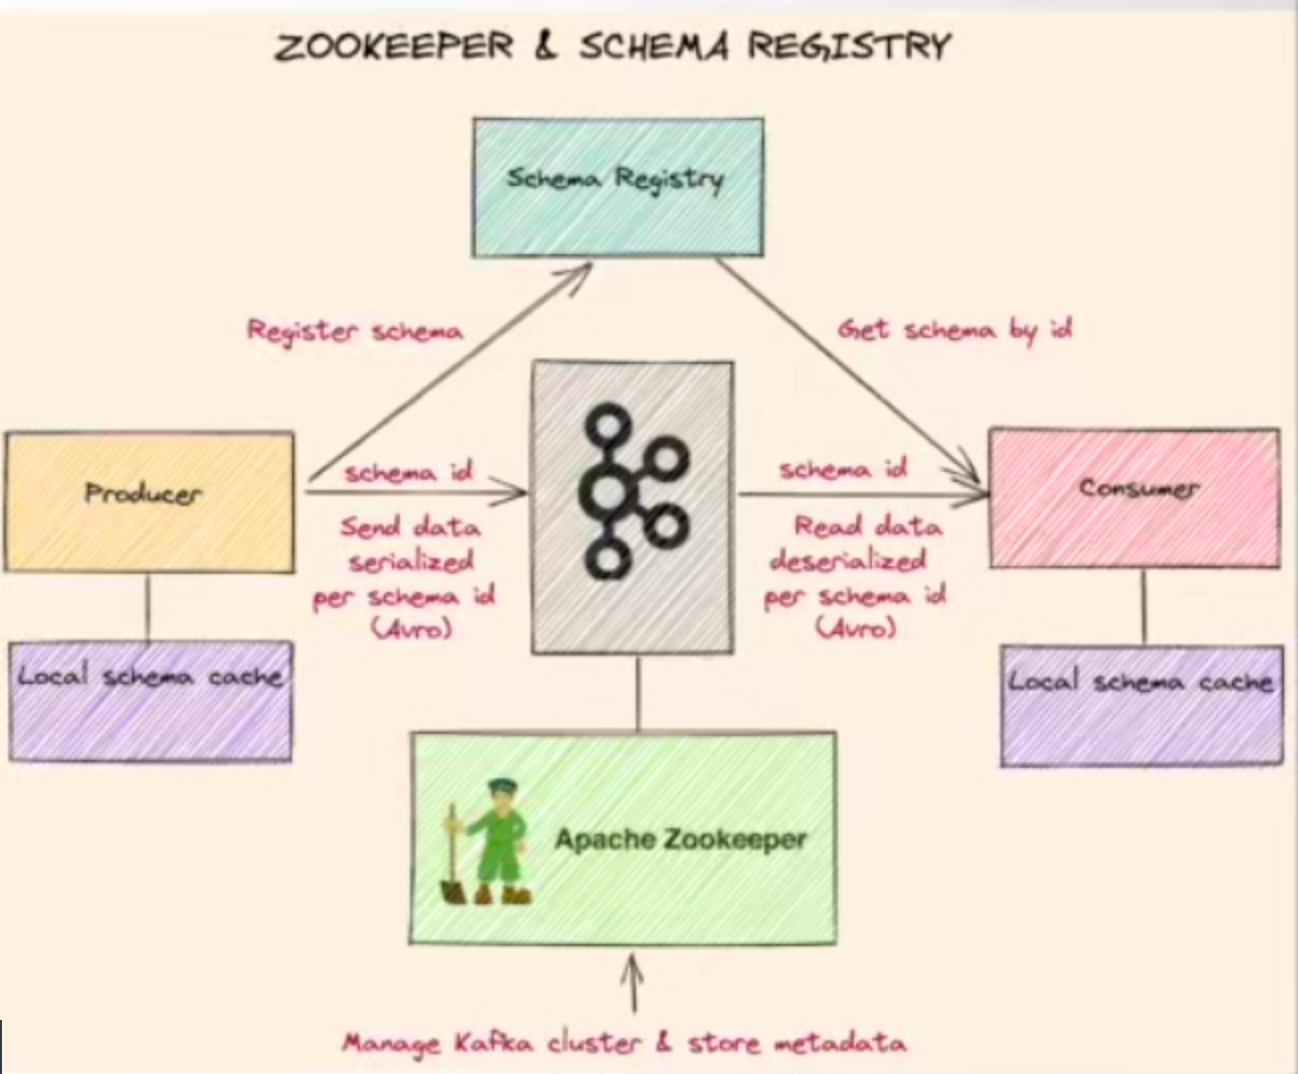 ZOOKEEPER & SCHEMA REGISTRY
Schema Registry
Register schema
Get schema by id
Producer
schema id
Send data
serialized
per schema id
(Avro)
schema id
Read data
deserialized
per schema id
(Avro)
Consumer
Local schema cache
Local schema cache
Apache Zookeeper
Manage Kafka cluster & store metadata